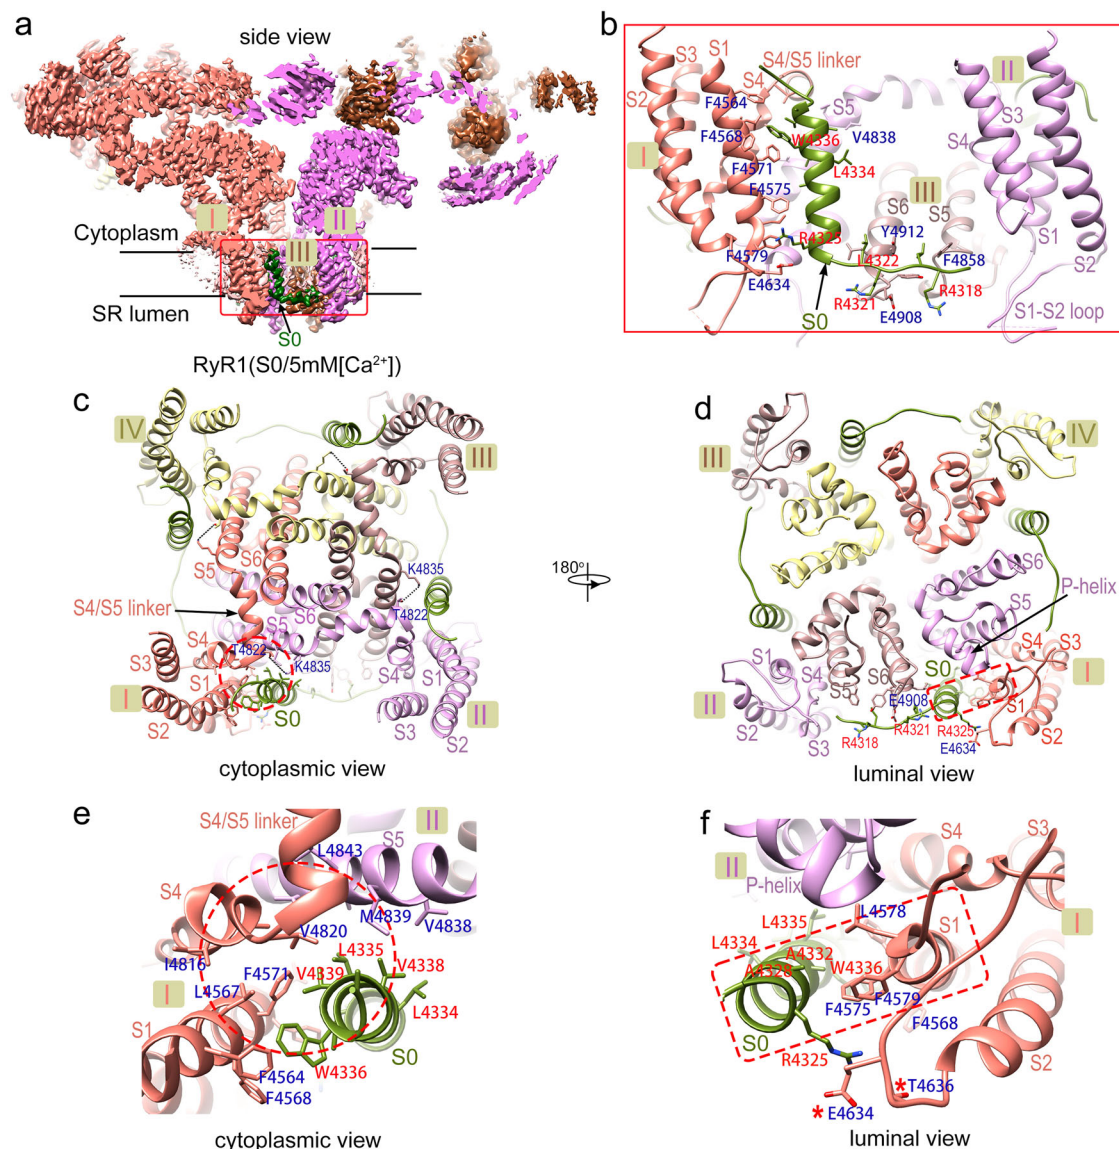 a
side view
I
II
III
Cytoplasm
SR lumen
S0
RyR1(S0/5mM[Ca²⁺])
b
S3
S1
S4/S5 linker
II
S2
S4
F4564
S5
S3
F4568
W4336
V4838
S4
I
F4571
L4334
F4575
III
S6
S5
R4325
Y4912
S1
F4579
L4322
F4858
S2
E4634
R4321
R4318
S0
E4908
S1-S2 loop
c
IV
III
S5
S6
K4835
S4/S5 linker
S6
T4822
S5
S4
T4822
K4835
S3
S1
S4
S1
I
S0
II
S2
S3
S2
cytoplasmic view
180°
d
III
IV
S6
P-helix
S5
S4
S3
S1
S0
I
S4
S6
S5
E4908
S1
II
S2
S3
R4318
R4321
R4325
E4634
S2
luminal view
e
S4/S5 linker
II
S5
L4843
S4
M4839
V4838
V4820
I4816
L4335
F4571
V4339
V4338
I
L4567
L4334
S1
S0
F4564
W4336
F4568
cytoplasmic view
f
S4
S3
II
P-helix
L4578
L4335
S1
I
L4334
A4332
A4328
W4336
F4579
F4575
F4568
S0
S2
R4325
* T4636
* E4634
luminal view